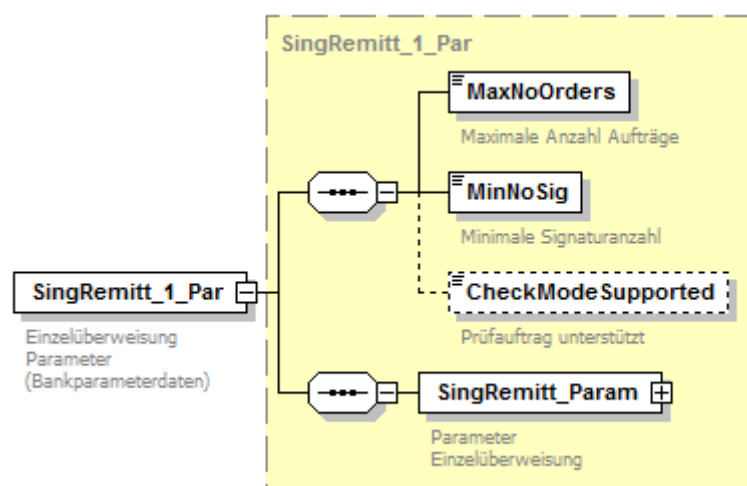 SingRemitt_1_Par
MaxNoOrders
Maximale Anzahl Aufträge
MinNoSig
Minimale Signaturanzahl
CheckModeSupported
Prüfauftrag unterstützt
SingRemitt_1_Par
Einzelüberweisung
Parameter
(Bankparameterdaten)
SingRemitt_Param
Parameter
Einzelüberweisung